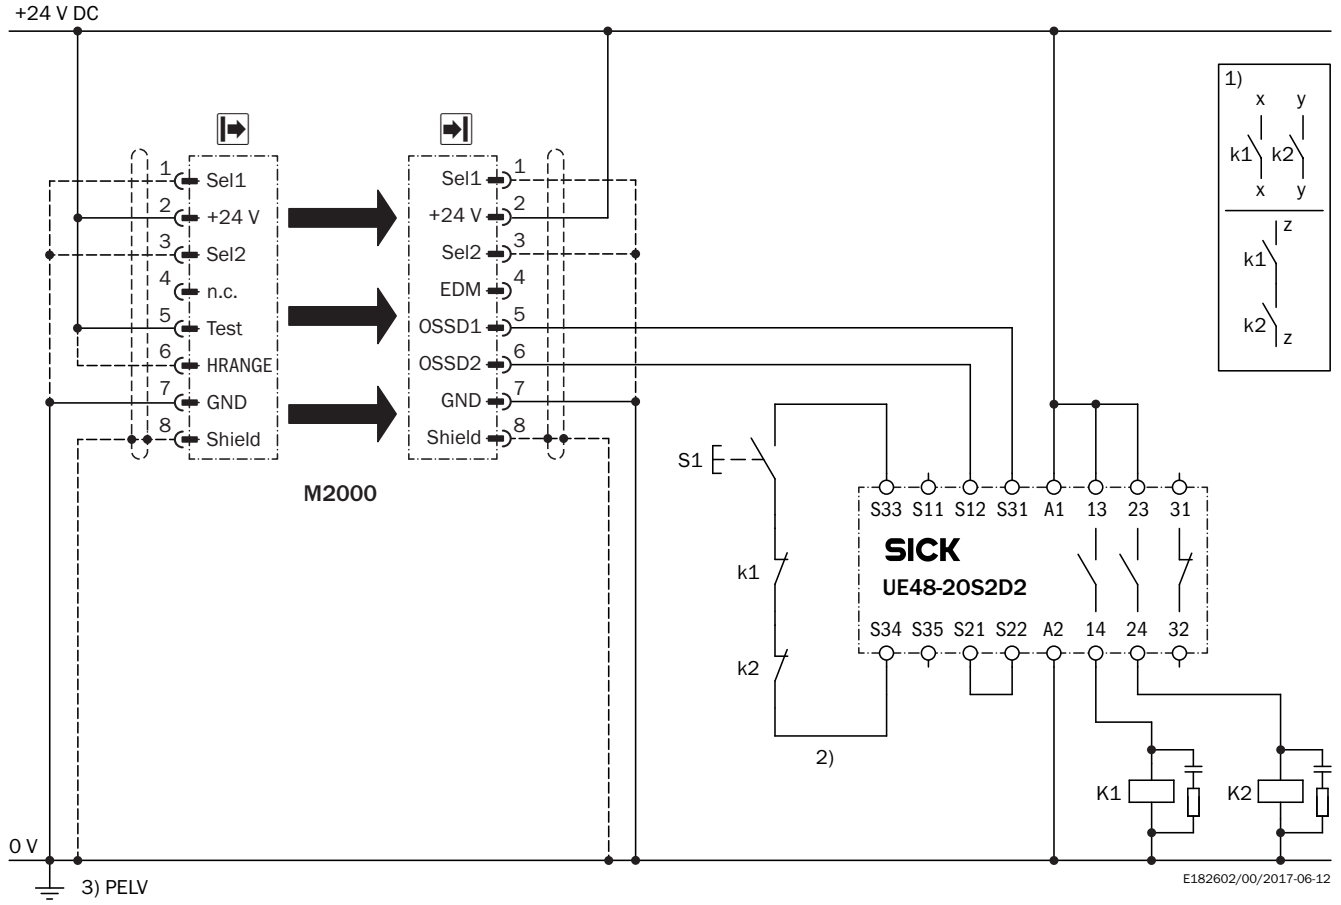 +24 V DC
1)
x y
k1 k2
x y
z
k1
k2
z
1 Sel1
2 +24 V
3 Sel2
4 n.c.
5 Test
6 HRANGE
7 GND
8 Shield
Sel1 1
+24 V 2
Sel2 3
EDM 4
OSSD1 5
OSSD2 6
GND 7
Shield 8
M2000
S1
k1
k2
2)
S33 S11 S12 S31 A1 13 23 31
SICK
UE48-2OS2D2
S34 S35 S21 S22 A2 14 24 32
K1 K2
0 V
3) PELV
E182602/00/2017-06-12